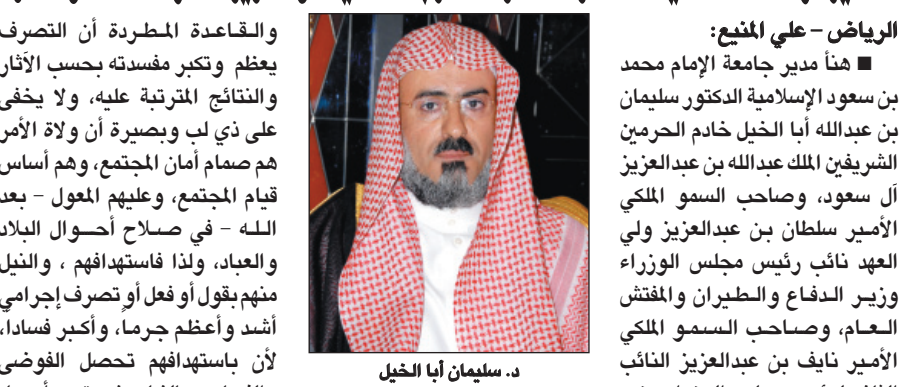 الرياض – علي المنيع:
■ هنأ مدير جامعة الإمام محمد
بن سعود الإسلامية الدكتور سليمان
بن عبدالله أبا الخيل خادم الحرمين
الشريفين الملك عبدالله بن عبدالعزيز
آل سعود، وصاحب السمو الملكي
الأمير سلطان بن عبدالعزيز ولي
العهد نائب رئيس مجلس الوزراء
وزير الدفاع والطيران والمفتش
العام، وصاحب السمو الملكي
الأمير نايف بن عبدالعزيز النائب
د. سليمان أبا الخيل
والقاعدة المطردة أن التصرف
يعظم وتكبر مفسدته بحسب الآثار
والنتائج المترتبة عليه، ولا يخفى
على ذي لب وبصيرة أن ولاة الأمر
هم صمام أمان المجتمع، وهم أساس
قيام المجتمع، وعليهم المعول – بعد
الله – في صلاح أحوال البلاد
والعباد، ولذا فاستهدافهم ، والنيل
منهم بقول أو فعل أو تصرف إجرامي
أشد وأعظم جرما، وأكبر فسادا،
لأن باستهدافهم تحصل الفوضى